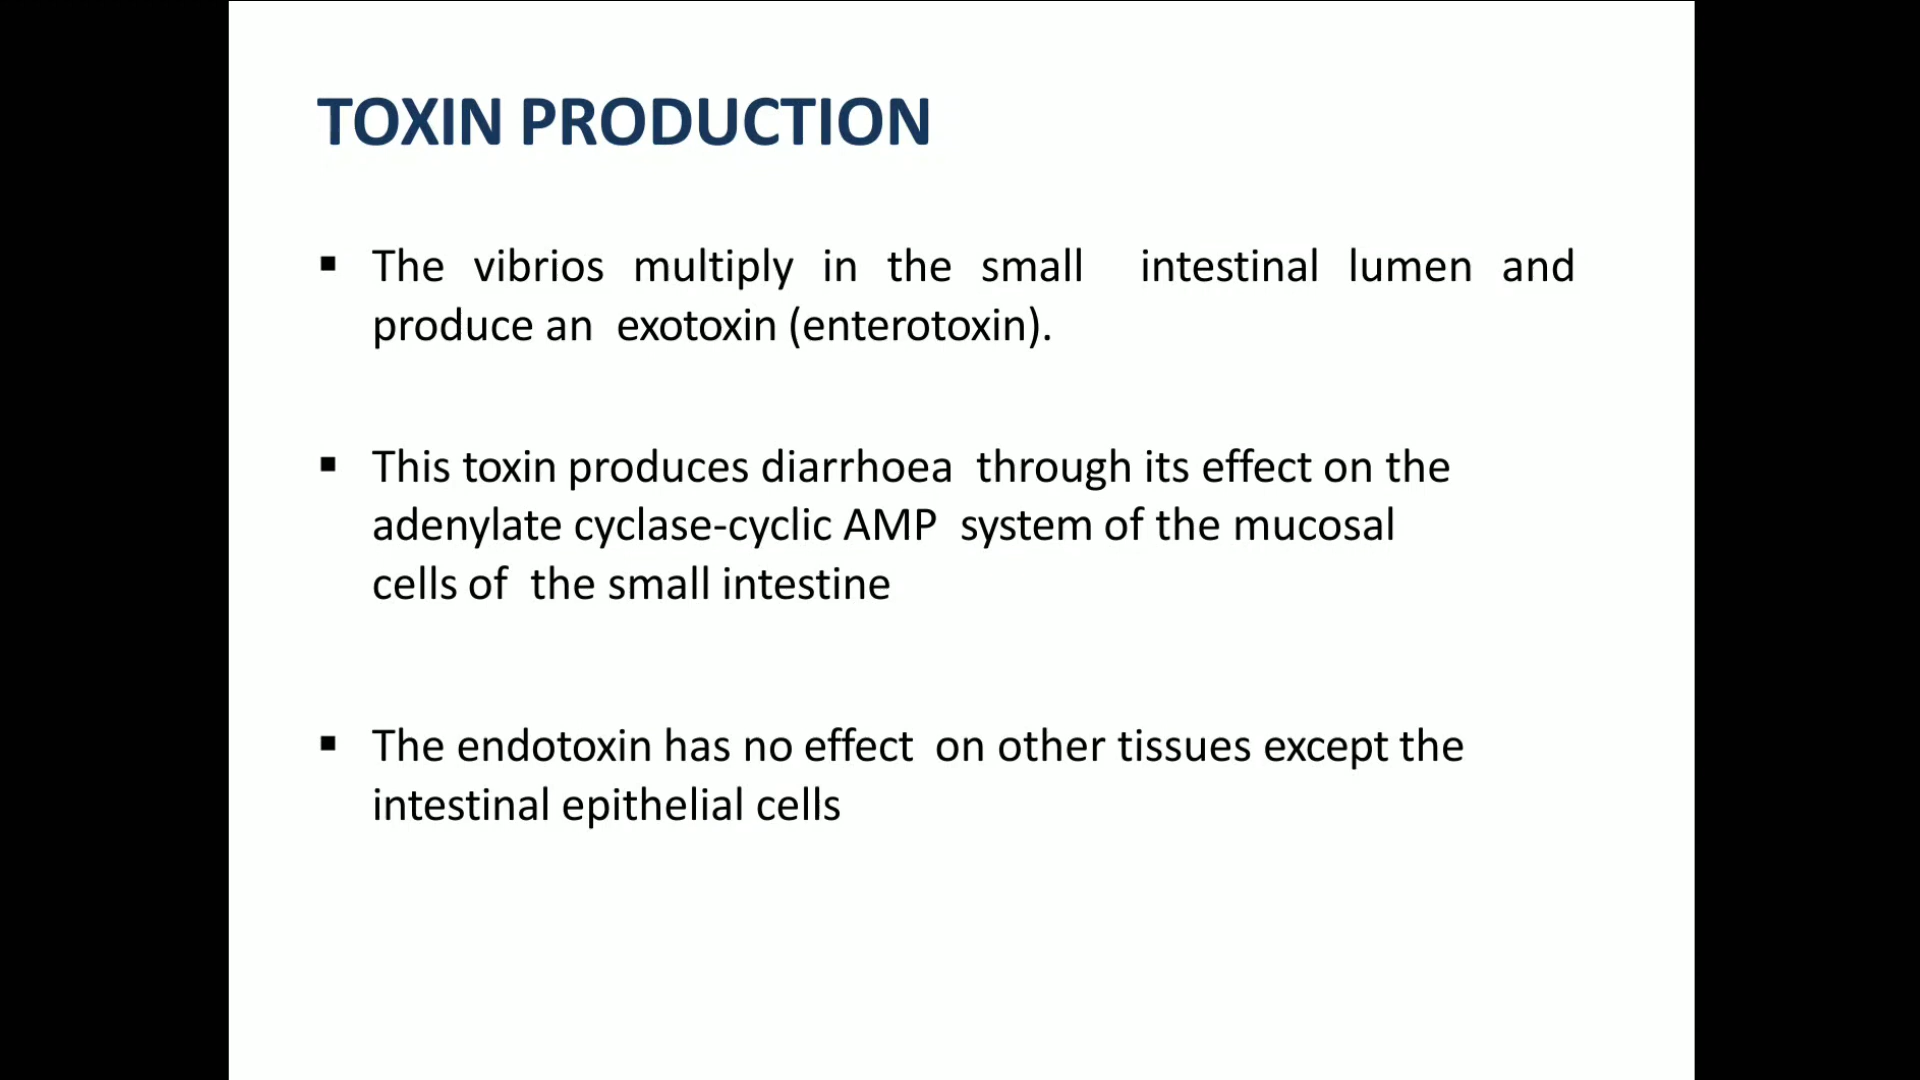 TOXIN PRODUCTION
▪ The vibrios multiply in the small intestinal lumen and
produce an exotoxin (enterotoxin).
▪ This toxin produces diarrhoea through its effect on the
adenylate cyclase-cyclic AMP system of the mucosal
cells of the small intestine
▪ The endotoxin has no effect on other tissues except the
intestinal epithelial cells